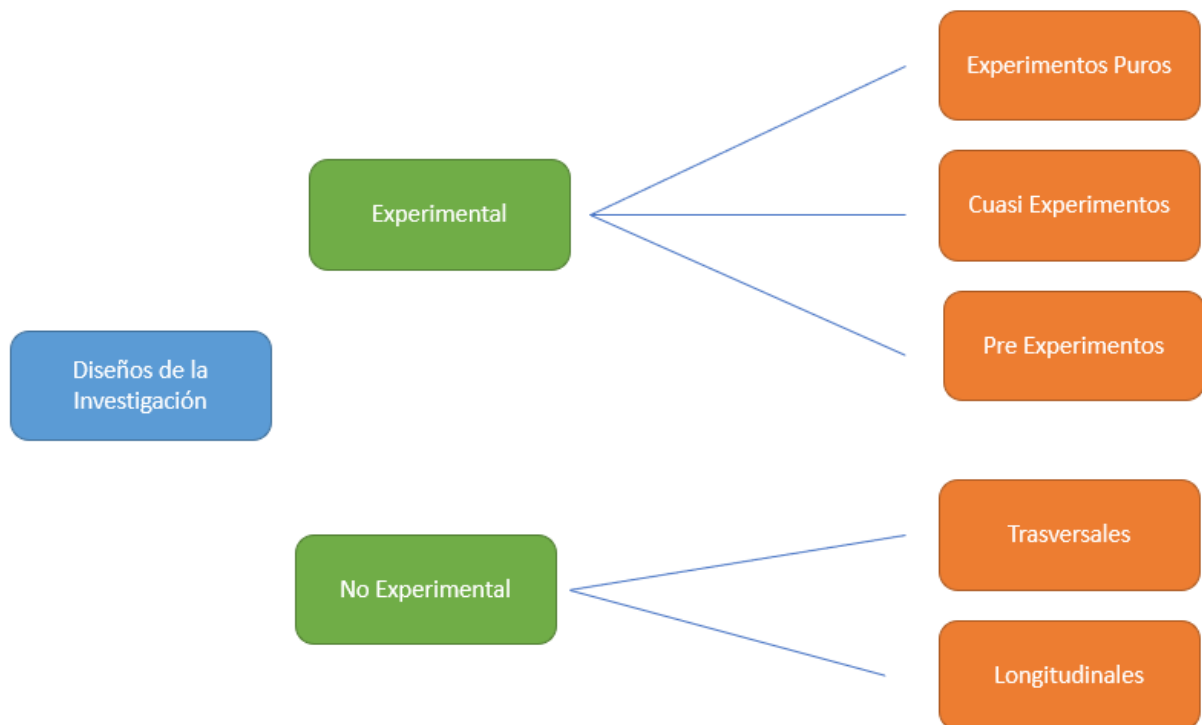 Diseños de la
Investigación
Experimental
Experimentos Puros
Cuasi Experimentos
Pre Experimentos
No Experimental
Trasversales
Longitudinales